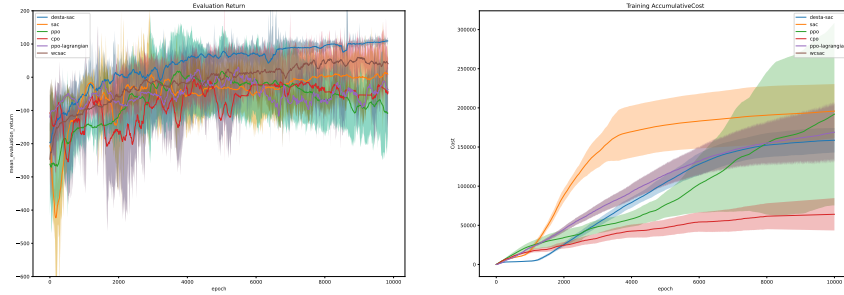 Evaluation Return
desta-sac
sac
ppo
cpo
ppo-lagrangian
wcsac
200
100
0
−100
−200
−300
−400
−500
−600
mean_evaluation_return
0
2000
4000
6000
8000
10000
epoch
Training AccumulativeCost
desta-sac
sac
ppo
cpo
ppo-lagrangian
wcsac
300000
250000
200000
150000
100000
50000
0
Cost
0
2000
4000
6000
8000
10000
epoch